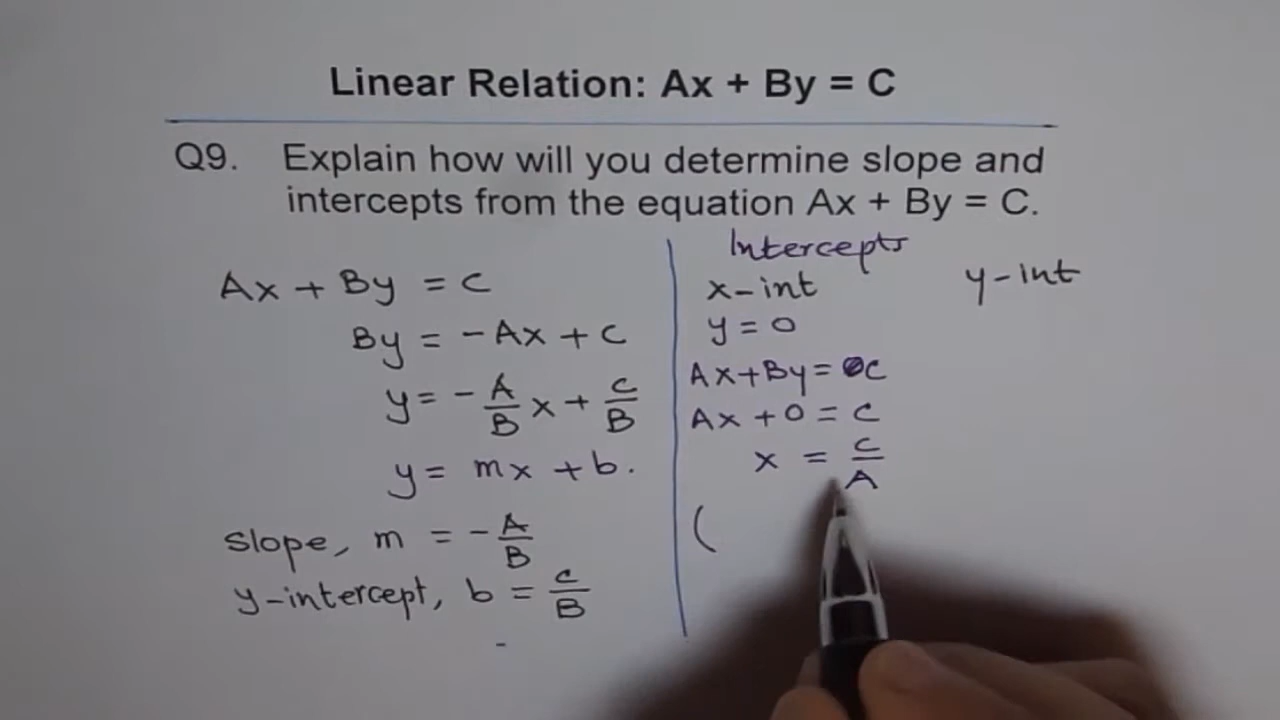 Linear Relation: Ax + By = C
Q9. Explain how will you determine slope and
intercepts from the equation Ax + By = C.
Ax + By = C
By = -Ax + C
y = - A/B x + C/B
y = mx + b.
Slope, m = - A/B
y-intercept, b = C/B
Intercepts
x-int
y = 0
Ax+By = C
Ax + 0 = C
x = C/A
(
y-int